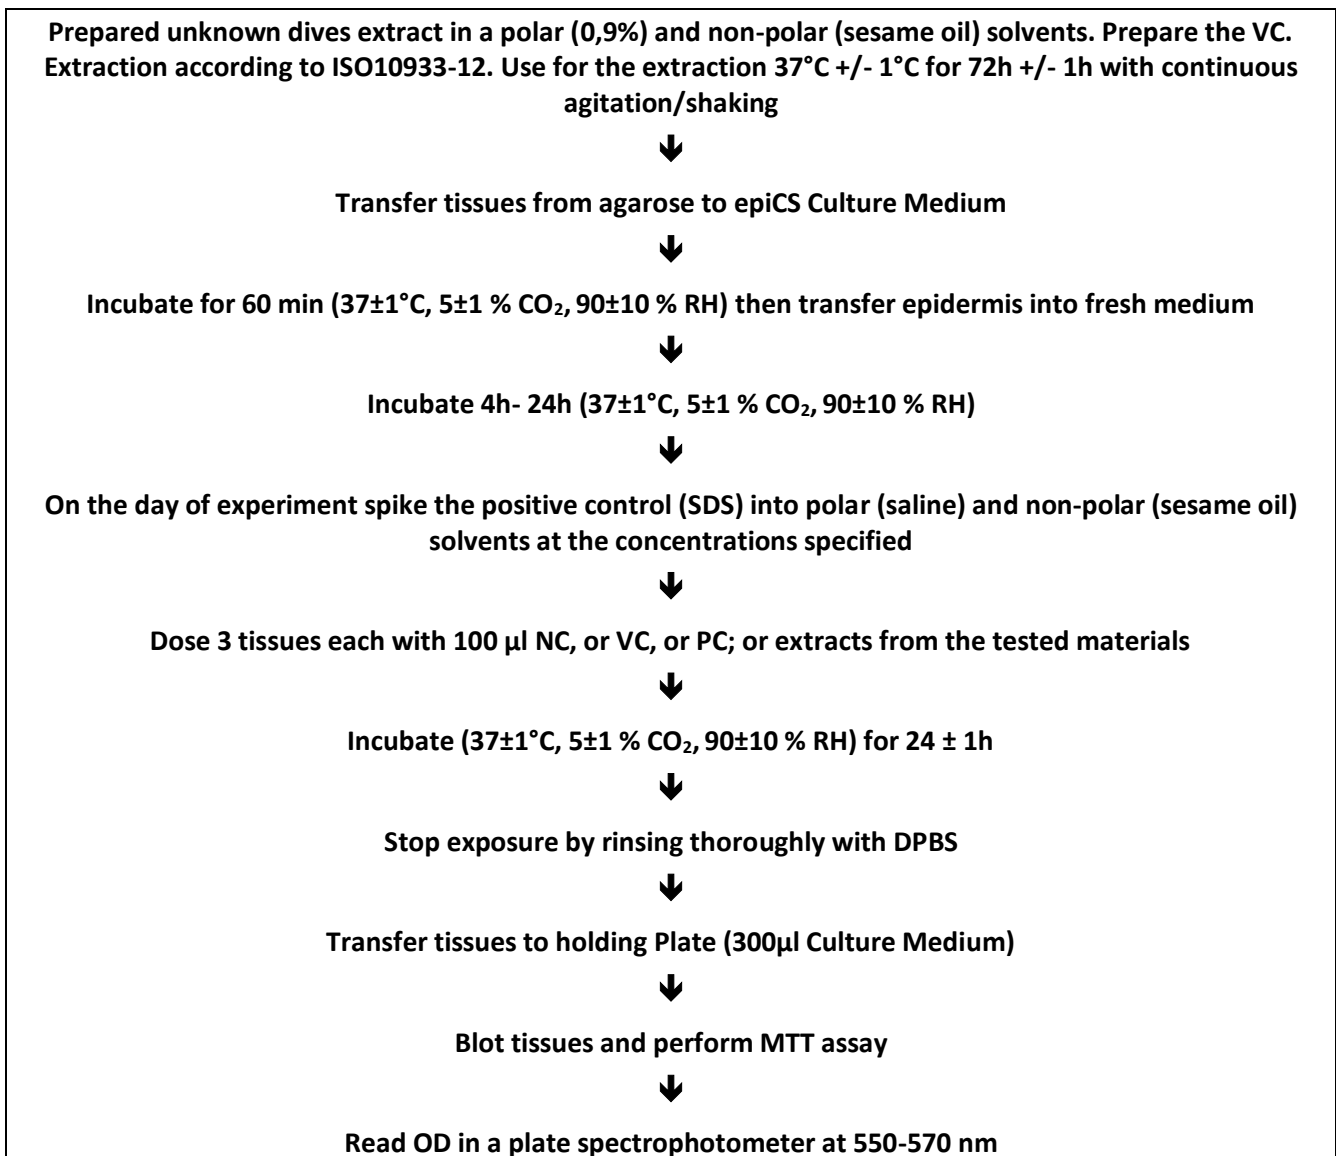 Prepared unknown dives extract in a polar (0,9%) and non-polar (sesame oil) solvents. Prepare the VC.
Extraction according to ISO10933-12. Use for the extraction 37°C +/- 1°C for 72h +/- 1h with continuous
agitation/shaking
Transfer tissues from agarose to epiCS Culture Medium
Incubate for 60 min (37±1°C, 5±1 % CO₂, 90±10 % RH) then transfer epidermis into fresh medium
Incubate 4h- 24h (37±1°C, 5±1 % CO₂, 90±10 % RH)
On the day of experiment spike the positive control (SDS) into polar (saline) and non-polar (sesame oil)
solvents at the concentrations specified
Dose 3 tissues each with 100 µl NC, or VC, or PC; or extracts from the tested materials
Incubate (37±1°C, 5±1 % CO₂, 90±10 % RH) for 24 ± 1h
Stop exposure by rinsing thoroughly with DPBS
Transfer tissues to holding Plate (300µl Culture Medium)
Blot tissues and perform MTT assay
Read OD in a plate spectrophotometer at 550-570 nm